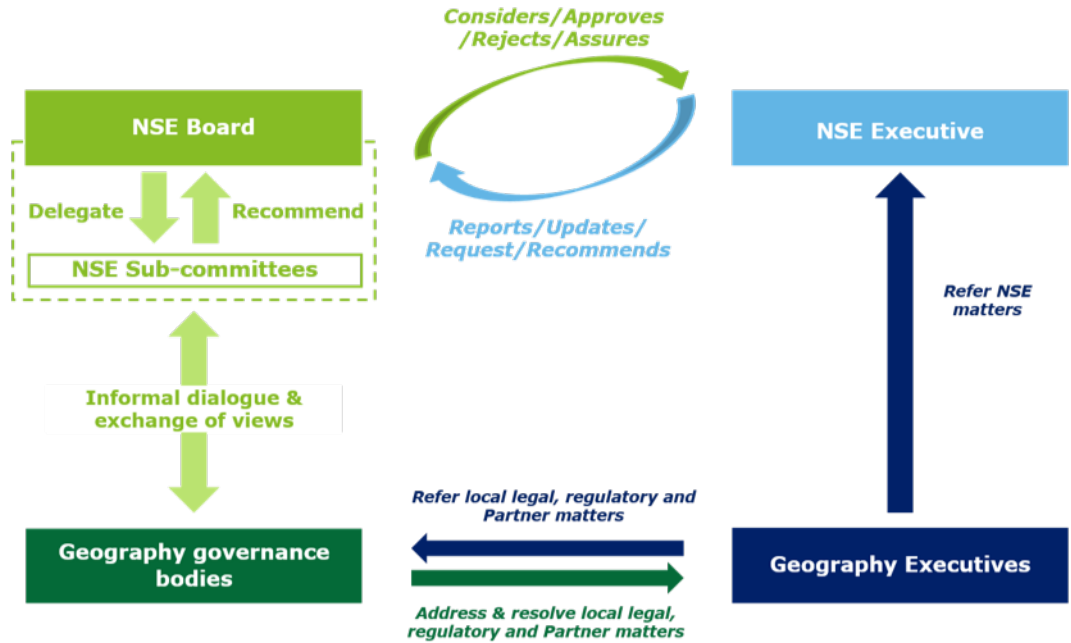 Considers/Approves
/Rejects/Assures
NSE Board
NSE Executive
Delegate
Recommend
NSE Sub-committees
Reports/Updates/
Request/Recommends
Refer NSE
matters
Informal dialogue &
exchange of views
Refer local legal, regulatory and
Partner matters
Geography governance
bodies
Geography Executives
Address & resolve local legal,
regulatory and Partner matters